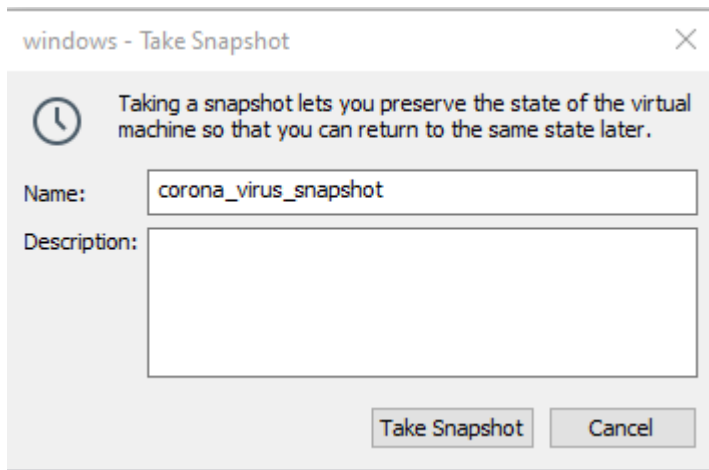 windows - Take Snapshot
Taking a snapshot lets you preserve the state of the virtual
machine so that you can return to the same state later.
Name:
corona_virus_snapshot
Description:
Take Snapshot
Cancel